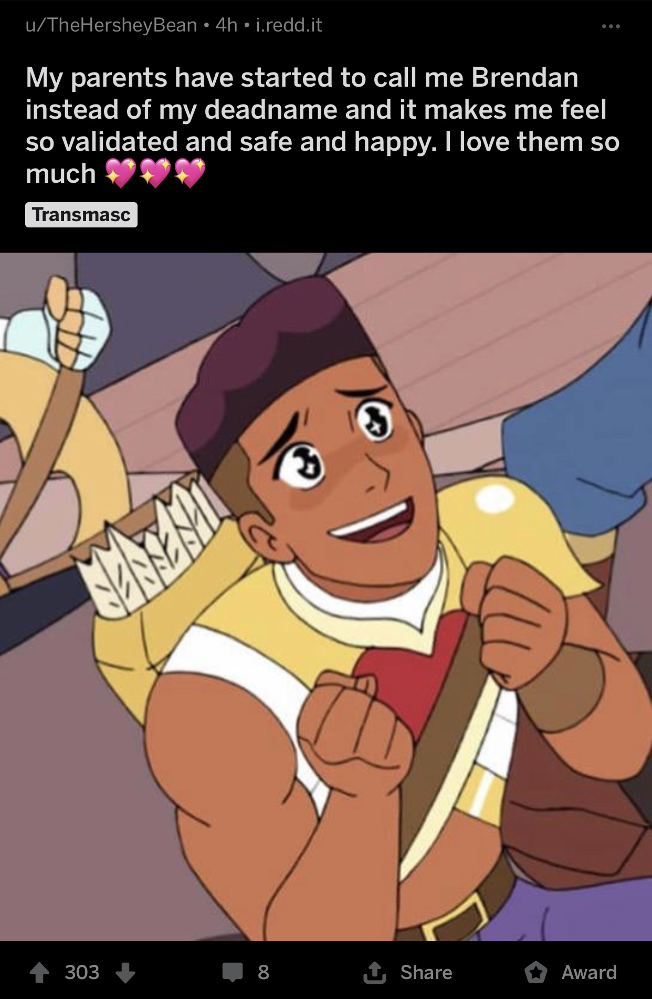 u/TheHersheyBean • 4h • i.redd.it
My parents have started to call me Brendan
instead of my deadname and it makes me feel
so validated and safe and happy. I love them so
much 💖💖💖
Transmasc
303 8 Share Award